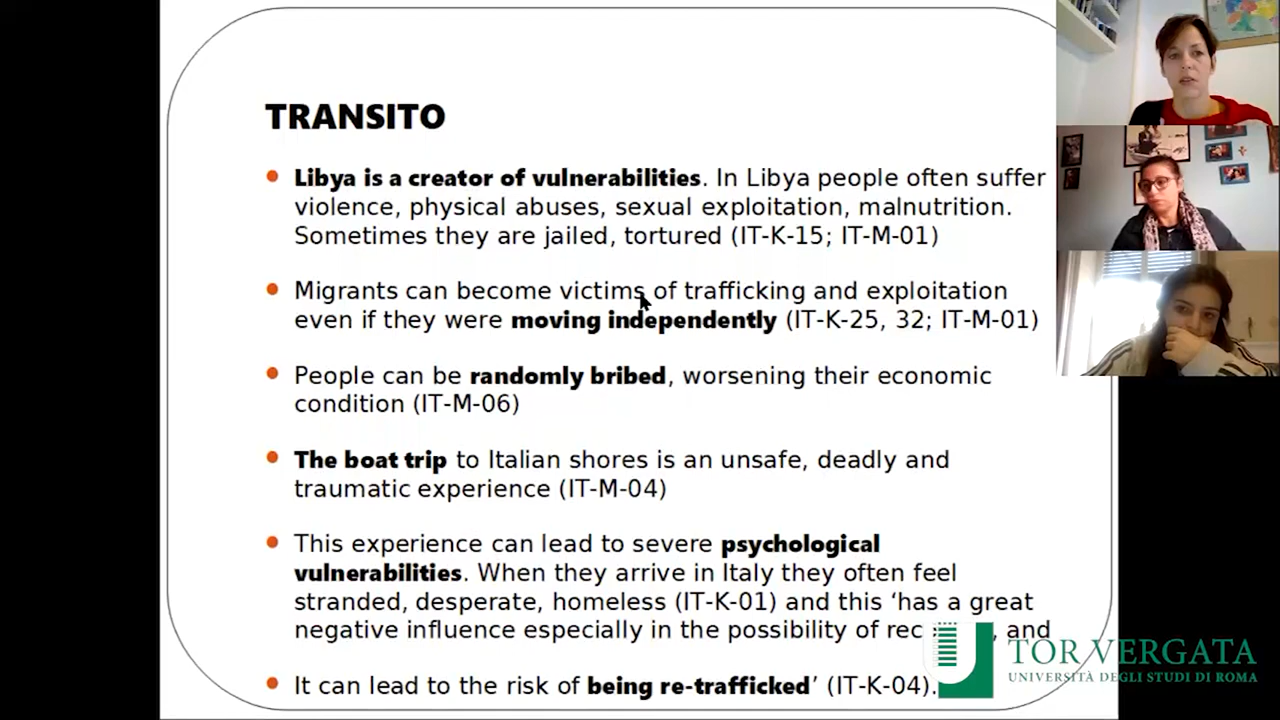 TRANSITO
Libya is a creator of vulnerabilities. In Libya people often suffer
violence, physical abuses, sexual exploitation, malnutrition.
Sometimes they are jailed, tortured (IT-K-15; IT-M-01)
Migrants can become victims of trafficking and exploitation
even if they were moving independently (IT-K-25, 32; IT-M-01)
People can be randomly bribed, worsening their economic
condition (IT-M-06)
The boat trip to Italian shores is an unsafe, deadly and
traumatic experience (IT-M-04)
This experience can lead to severe psychological
vulnerabilities. When they arrive in Italy they often feel
stranded, desperate, homeless (IT-K-01) and this ‘has a great
negative influence especially in the possibility of and
It can lead to the risk of being re-trafficked’ (IT-K-04).
TOR VERGATA
UNIVERSITÀ DEGLI STUDI DI ROMA